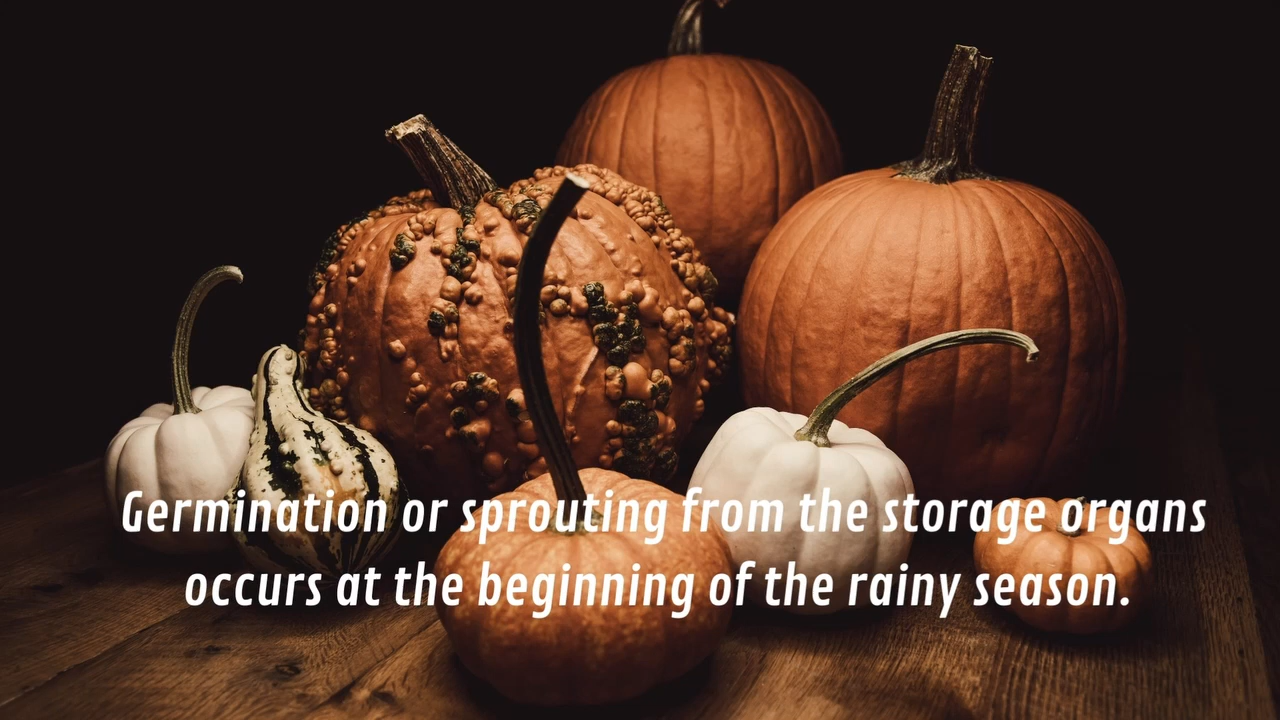 Germination or sprouting from the storage organs
occurs at the beginning of the rainy season.